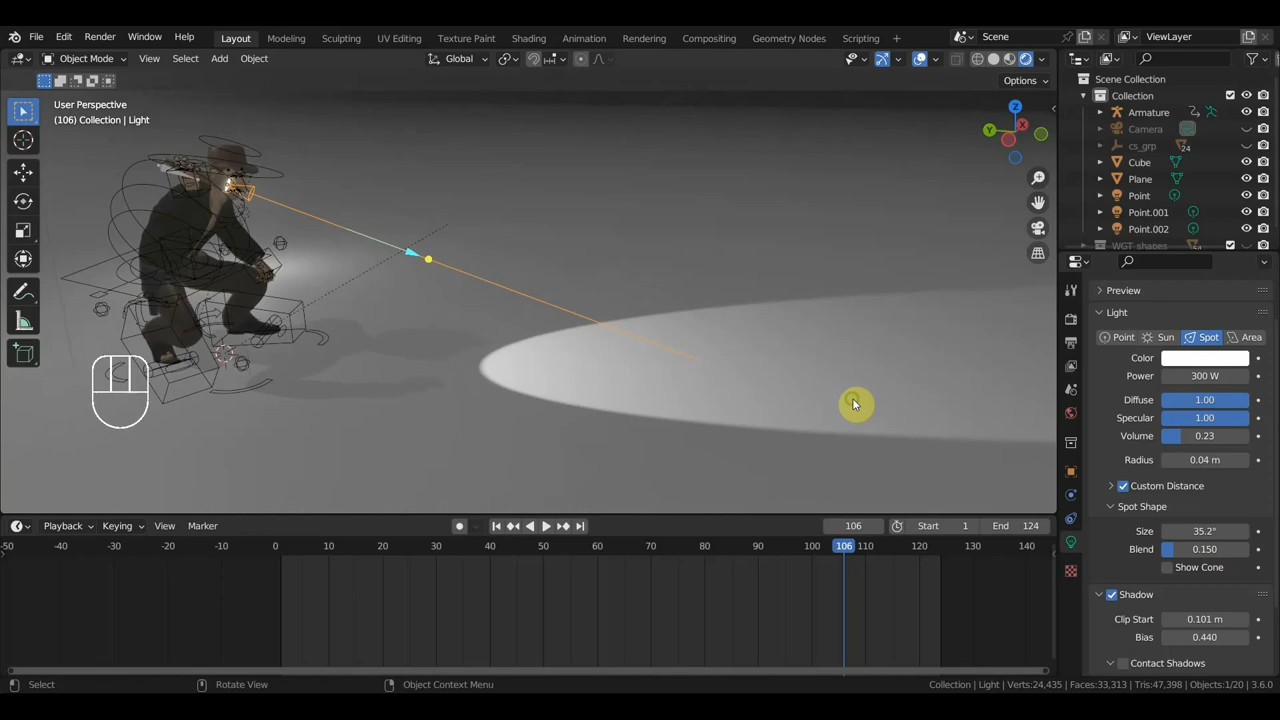 File Edit Render Window Help Layout Modeling Sculpting UV Editing Texture Paint Shading Animation Rendering Compositing Geometry Nodes Scripting + Scene ViewLayer
Object Mode View Select Add Object Global
Options
User Perspective
(106) Collection | Light
Z
Y
X
Scene Collection
Collection
Armature
Camera
cs_grp 24
Cube
Plane
Point
Point.001
Point.002
WGT shapes
Preview
Light
Point Sun Spot Area
Color
Power 300 W
Diffuse 1.00
Specular 1.00
Volume 0.23
Radius 0.04 m
Custom Distance
Spot Shape
Size 35.2°
Blend 0.150
Show Cone
Shadow
Clip Start 0.101 m
Bias 0.440
Contact Shadows
Playback Keying View Marker 106 Start 1 End 124
-50 -40 -30 -20 -10 0 10 20 30 40 50 60 70 80 90 100 106 110 120 130 140
Select Rotate View Object Context Menu Collection | Light | Verts:24,435 | Faces:33,313 | Tris:47,398 | Objects:1/20 | 3.6.0